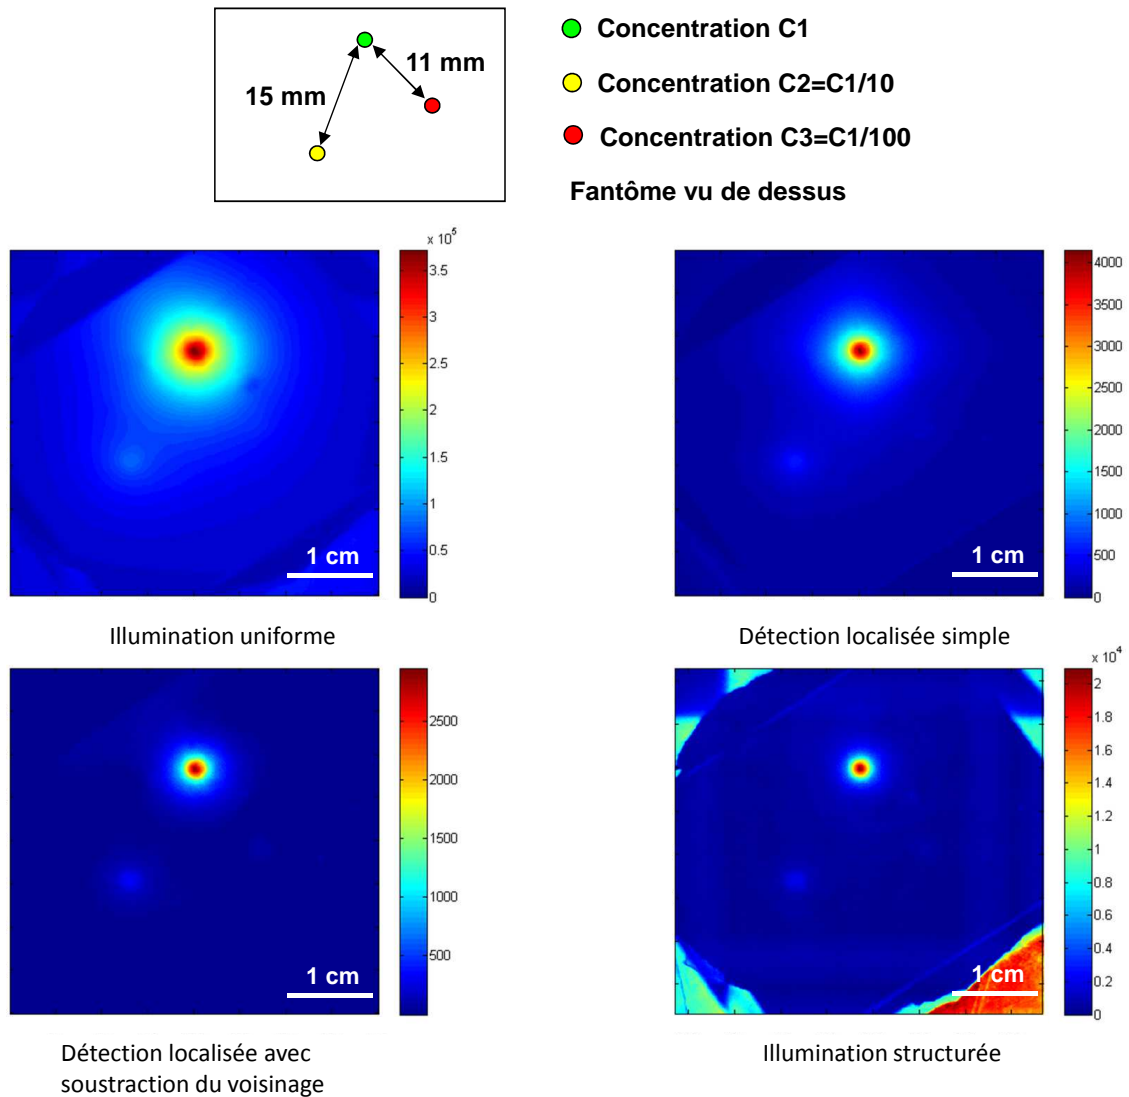 Concentration C1
11 mm
15 mm
Concentration C2=C1/10
Concentration C3=C1/100
Fantôme vu de dessus
x 10⁵
3.5
3
2.5
2
1.5
1
0.5
0
1 cm
Illumination uniforme
4000
3500
3000
2500
2000
1500
1000
500
0
1 cm
Détection localisée simple
2500
2000
1500
1000
500
1 cm
Détection localisée avec
soustraction du voisinage
x 10⁴
2
1.8
1.6
1.4
1.2
1
0.8
0.6
0.4
0.2
0
1 cm
Illumination structurée